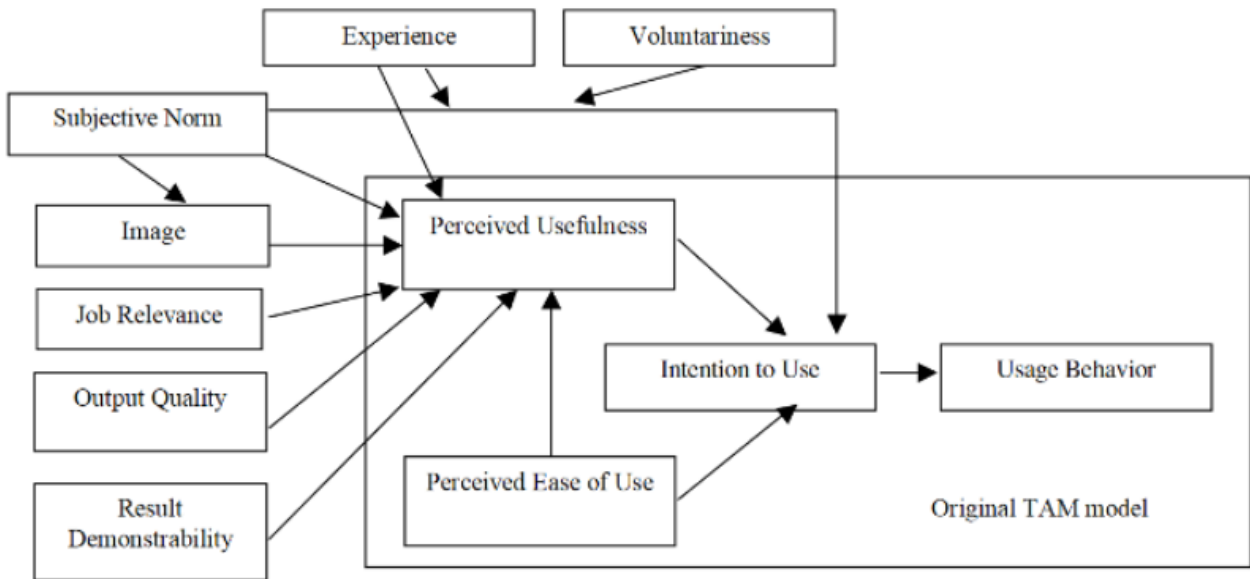 Experience
Voluntariness
Subjective Norm
Image
Perceived Usefulness
Job Relevance
Intention to Use
Usage Behavior
Output Quality
Perceived Ease of Use
Result
Demonstrability
Original TAM model